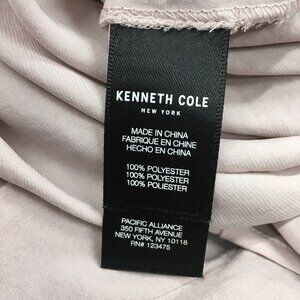 KENNETH COLE
NEW YORK
MADE IN CHINA
FABRIQUE EN CHINE
HECHO EN CHINA
100% POLYESTER
100% POLYESTER
100% POLIESTER
PACIFIC ALLIANCE
350 FIFTH AVENUE
NEW YORK, NY 10118
RN# 123475